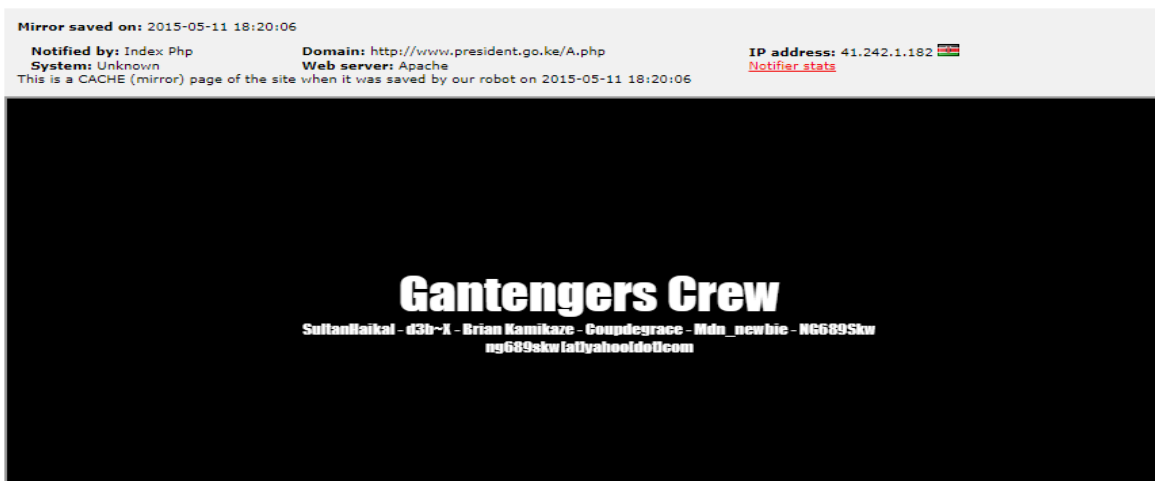 Mirror saved on: 2015-05-11 18:20:06
Notified by: Index Php Domain: http://www.president.go.ke/A.php IP address: 41.242.1.182
System: Unknown Web server: Apache Notifier stats
This is a CACHE (mirror) page of the site when it was saved by our robot on 2015-05-11 18:20:06
Gantengers Crew
SultanHaikal - d3b~X - Brian Kamikaze - Coupdegrace - Mdn_newbie - NG689Skw
ng689skw[at]yahoo[dot]com